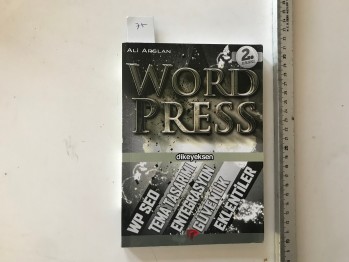 Ali Arslan
2.
WORD
PRESS
dikeyeksen
WP SEO
TEMA TASARIMI
ENTEGRASYON
GÜVENLİK
EKLENTİLER